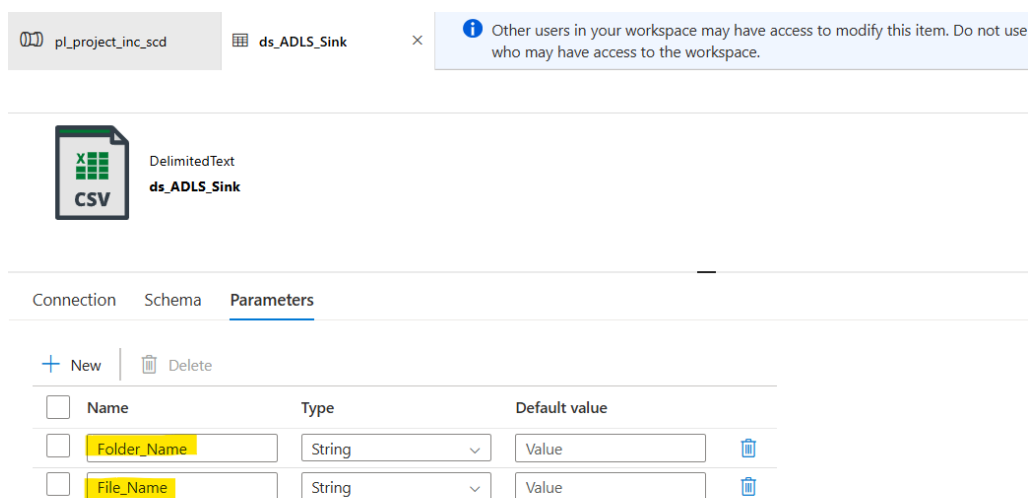 pl_project_inc_scd
ds_ADLS_Sink
Other users in your workspace may have access to modify this item. Do not use
who may have access to the workspace.
X
CSV
DelimitedText
ds_ADLS_Sink
Connection Schema Parameters
New Delete
Name Type Default value
Folder_Name String Value
File_Name String Value